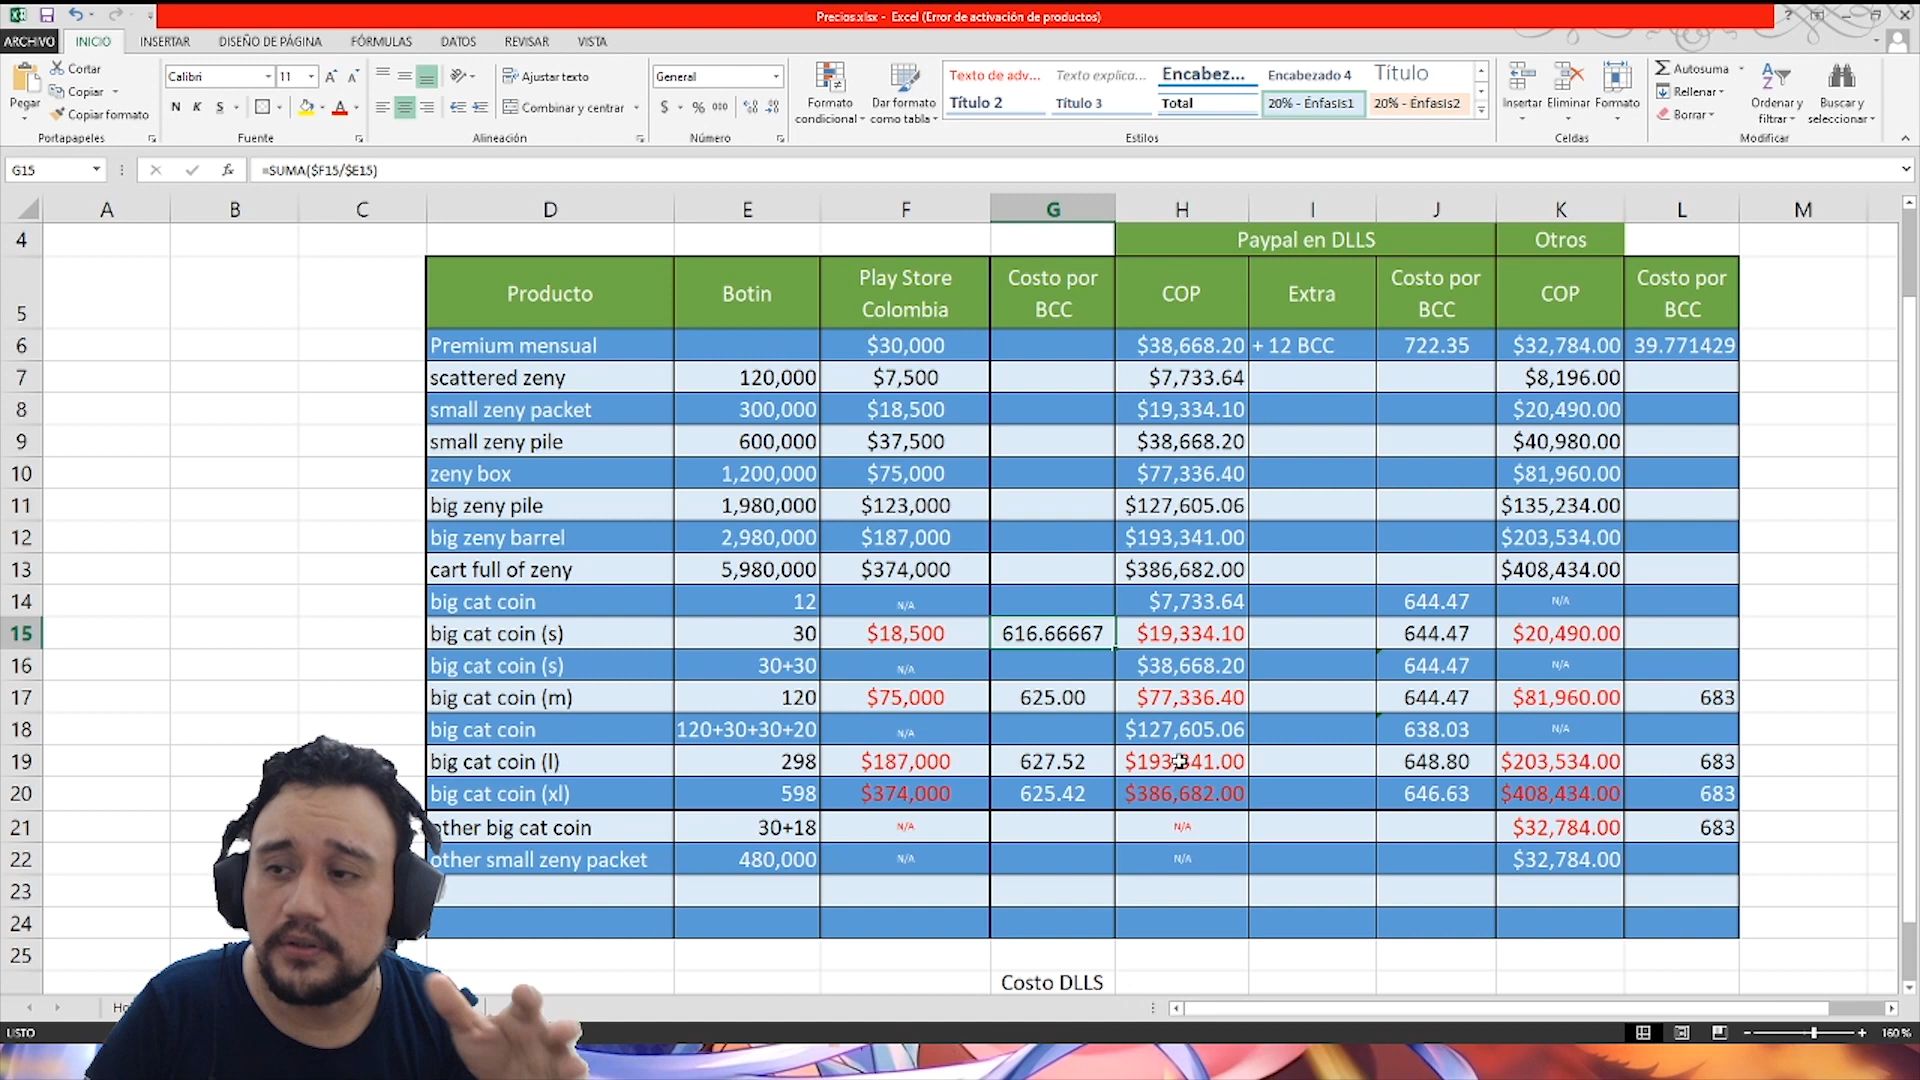 Precios.xlsx - Excel (Error de activación de productos)
ARCHIVO INICIO INSERTAR DISEÑO DE PÁGINA FÓRMULAS DATOS REVISAR VISTA
Cortar
Copiar
Copiar formato
Pegar
Portapapeles
Calibri 11
N K S
Fuente
Ajustar texto
Combinar y centrar
Alineación
General
$ % 000
Número
Formato condicional
Dar formato como tabla
Texto de adv... Texto explica... Encabez... Encabezado 4 Título
Título 2 Título 3 Total 20% - Énfasis1 20% - Énfasis2
Estilos
Insertar Eliminar Formato
Celdas
Autosuma
Rellenar
Borrar
Ordenar y filtrar
Buscar y seleccionar
Modificar
G15 fx =SUMA($F15/$E15)
A B C D E F G H I J K L M
4 Paypal en DLLS Otros
5 Producto Botin Play Store Colombia Costo por BCC COP Extra Costo por BCC COP Costo por BCC
6 Premium mensual $30,000 $38,668.20 + 12 BCC 722.35 $32,784.00 39.771429
7 scattered zeny 120,000 $7,500 $7,733.64 $8,196.00
8 small zeny packet 300,000 $18,500 $19,334.10 $20,490.00
9 small zeny pile 600,000 $37,500 $38,668.20 $40,980.00
10 zeny box 1,200,000 $75,000 $77,336.40 $81,960.00
11 big zeny pile 1,980,000 $123,000 $127,605.06 $135,234.00
12 big zeny barrel 2,980,000 $187,000 $193,341.00 $203,534.00
13 cart full of zeny 5,980,000 $374,000 $386,682.00 $408,434.00
14 big cat coin 12 N/A $7,733.64 644.47 N/A
15 big cat coin (s) 30 $18,500 616.66667 $19,334.10 644.47 $20,490.00
16 big cat coin (s) 30+30 N/A $38,668.20 644.47 N/A
17 big cat coin (m) 120 $75,000 625.00 $77,336.40 644.47 $81,960.00 683
18 big cat coin 120+30+30+20 N/A $127,605.06 638.03 N/A
19 big cat coin (l) 298 $187,000 627.52 $193,341.00 648.80 $203,534.00 683
20 big cat coin (xl) 598 $374,000 625.42 $386,682.00 646.63 $408,434.00 683
21 other big cat coin 30+18 N/A N/A $32,784.00 683
22 other small zeny packet 480,000 N/A N/A $32,784.00
23
24
25
Costo DLLS
LISTO 160 %